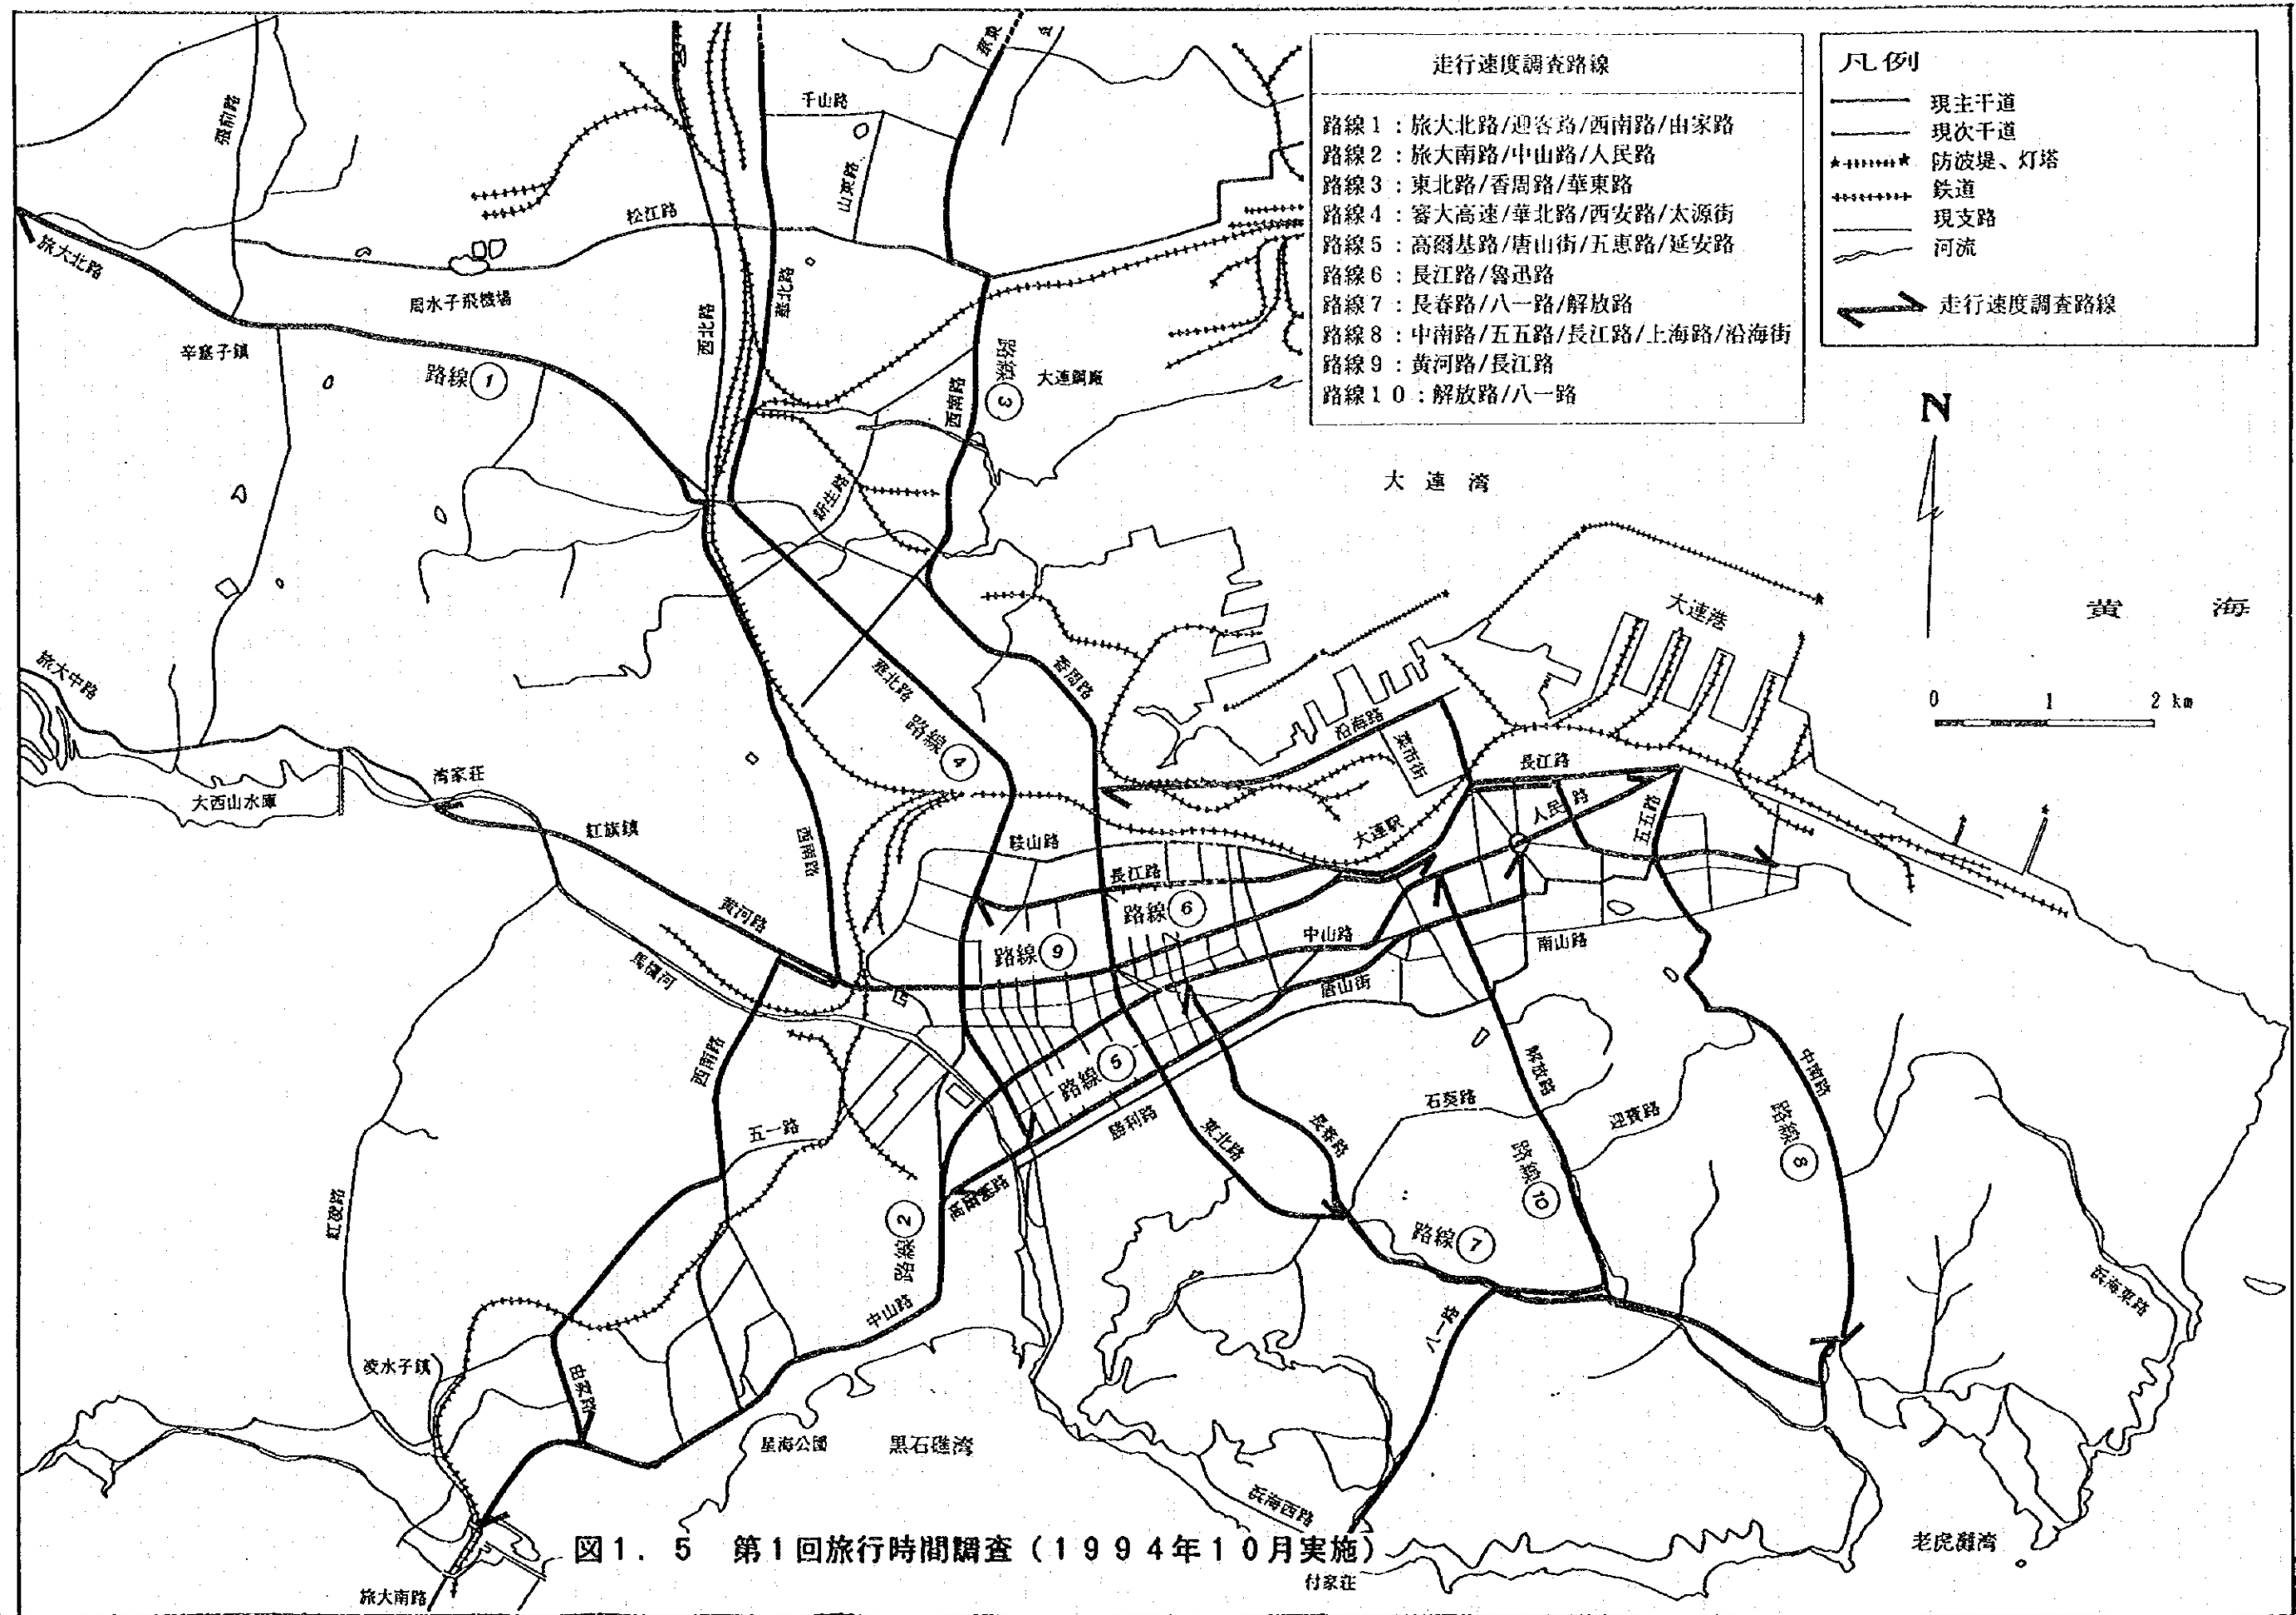 走行速度調査路線
路線1：旅大北路/迎客路/西南路/由家路
路線2：旅大南路/中山路/人民路
路線3：東北路/香周路/華東路
路線4：審大高速/華北路/西安路/太源街
路線5：高爾基路/唐山街/五恵路/延安路
路線6：長江路/魯迅路
路線7：長春路/八一路/解放路
路線8：中南路/五五路/長江路/上海路/沿海街
路線9：黄河路/長江路
路線10：解放路/八一路
凡例
現主干道
現次干道
防波堤、灯塔
鉄道
現支路
河流
走行速度調査路線
N
0 1 2 km
黄 海
大連湾
大連港
千山路
山東路
張前路
松江路
旅大北路
周水子飛機場
辛寨子鎮
路線 1
西北路
華北路
西南路
路線 3
大連鋼廠
新生路
旅大中路
大西山水庫
湾家荘
紅旗鎮
華北路
路線 4
香周路
沿海路
菜市街
長江路
人民路
五五路
大連駅
西南路
鞍山路
長江路
路線 6
黄河路
路線 9
中山路
南山路
馬欄河
唐山街
西南路
路線 5
解放路
中南路
五一路
勝利路
東北路
長春路
石葵路
迎賓路
路線 8
路線 10
紅凌路
路線 2
高爾基路
路線 7
中山路
八一路
浜海東路
凌水子鎮
由家路
星海公園
黒石礁湾
浜海西路
図1．5 第1回旅行時間調査（1994年10月実施）
老虎灘湾
付家荘
旅大南路